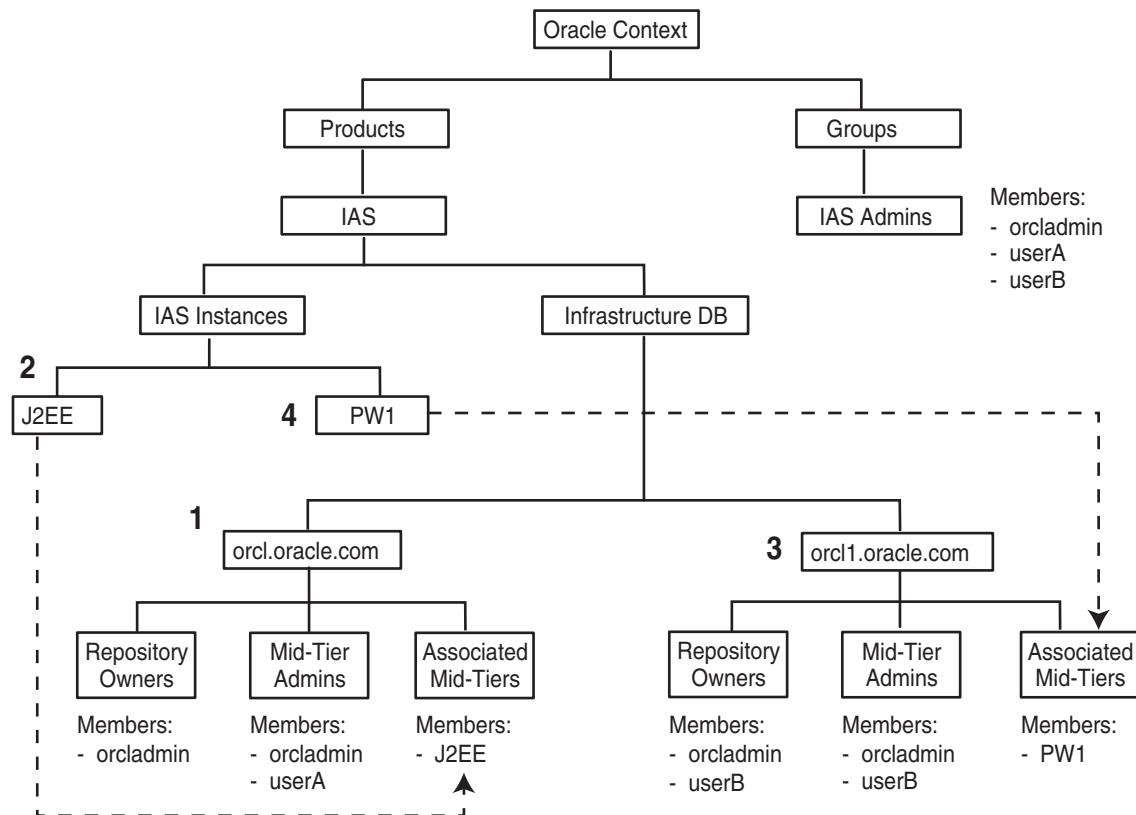 Oracle Context
Products
Groups
IAS
IAS Admins
Members:
- orcladmin
- userA
- userB
IAS Instances
Infrastructure DB
2
J2EE
4
PW1
1
orcl.oracle.com
3
orcl1.oracle.com
Repository
Owners
Members:
- orcladmin
Mid-Tier
Admins
Members:
- orcladmin
- userA
Associated
Mid-Tiers
Members:
- J2EE
Repository
Owners
Members:
- orcladmin
- userB
Mid-Tier
Admins
Members:
- orcladmin
- userB
Associated
Mid-Tiers
Members:
- PW1